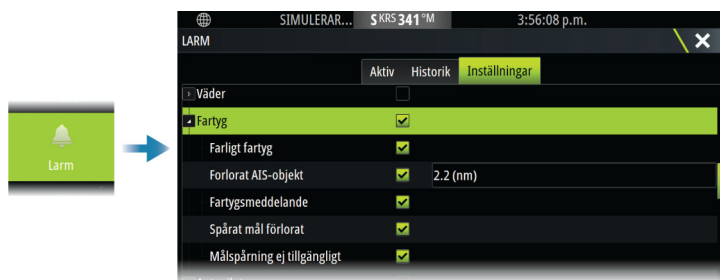 SIMULERAR... S KRS 341 °M 3:56:08 p.m.
LARM
Aktiv Historik Inställningar
Väder
Fartyg
Farligt fartyg
Forlorat AIS-objekt 2.2 (nm)
Fartygsmeddelande
Spårat mål förlorat
Målspårning ej tillgängligt
Larm